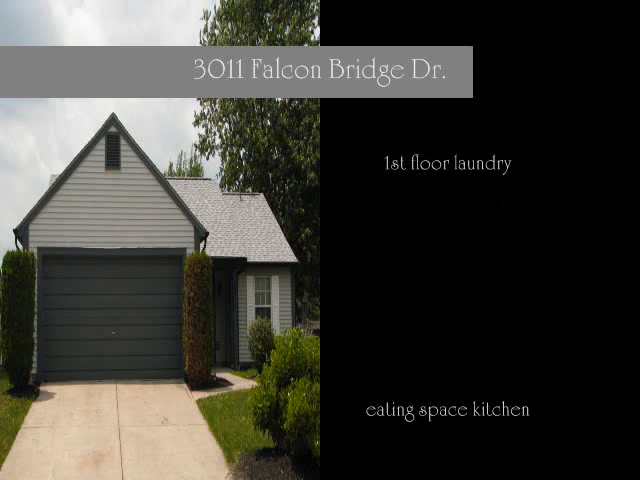 3011 Falcon Bridge Dr.
1st floor laundry
eating space kitchen